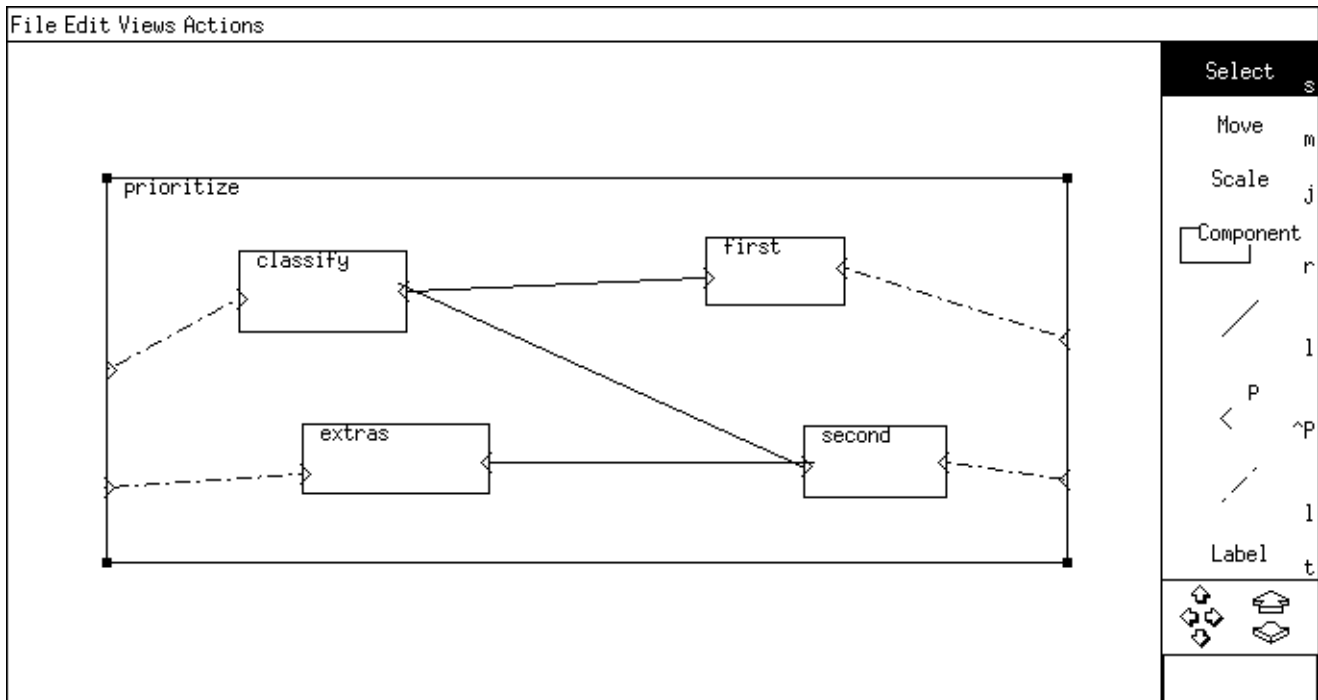 File Edit Views Actions
prioritize
classify
first
extras
second
Select s
Move m
Scale j
Component r
l
P ^P
l
Label t